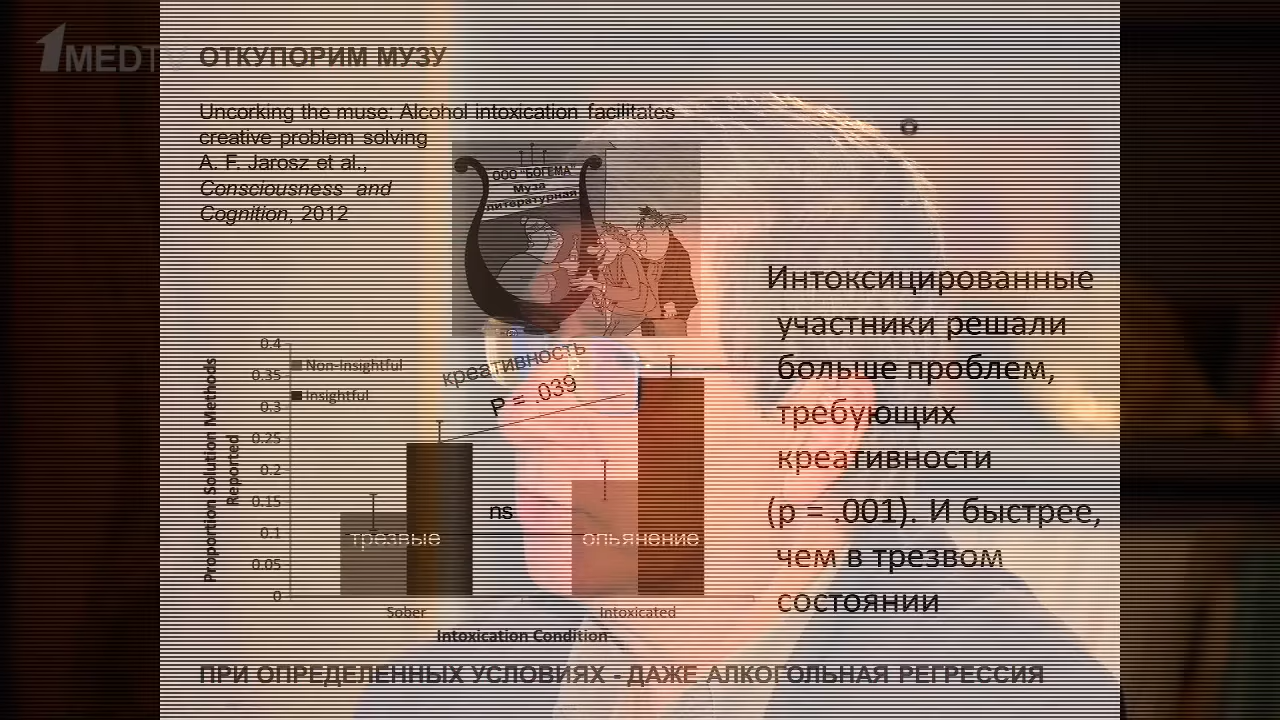 1MEDTV
ОТКУПОРИМ МУЗУ
Uncorking the muse: Alcohol intoxication facilitates
creative problem solving
A. F. Jarosz et al.,
Consciousness and
Cognition, 2012
ООО "БОГЕМА"
Муза
литературная
Интоксицированные
участники решали
больше проблем,
требующих
креативности
(p = .001). И быстрее,
чем в трезвом
состоянии
Proportion Solution Methods
Reported
0.4
0.35
0.3
0.25
0.2
0.15
0.1
0.05
0
Non-Insightful
Insightful
креативность
P = .039
ns
трезвые
опьянение
Sober
Intoxicated
Intoxication Condition
ПРИ ОПРЕДЕЛЕННЫХ УСЛОВИЯХ - ДАЖЕ АЛКОГОЛЬНАЯ РЕГРЕССИЯ